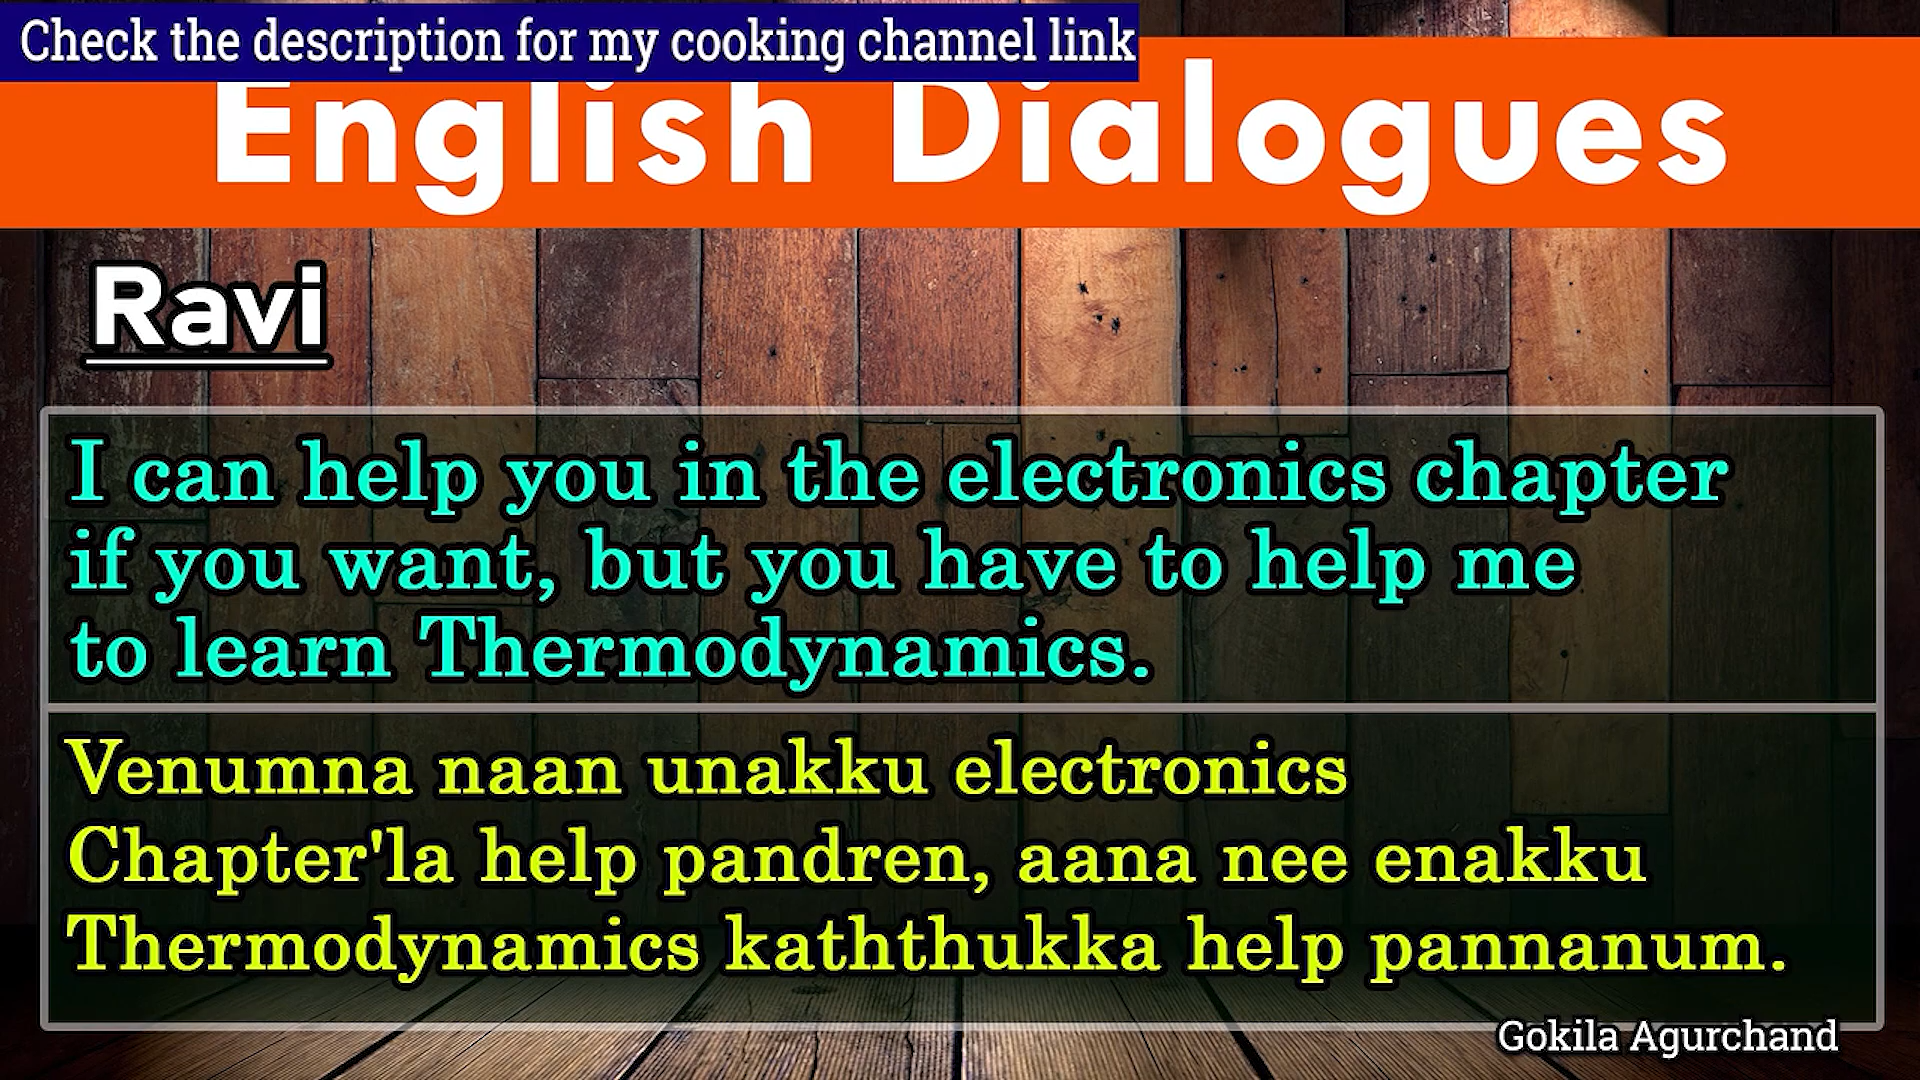 Check the description for my cooking channel link
English Dialogues
Ravi
I can help you in the electronics chapter
if you want, but you have to help me
to learn Thermodynamics.
Venumna naan unakku electronics
Chapter'la help pandren, aana nee enakku
Thermodynamics kaththukka help pannanum.
Gokila Agurchand